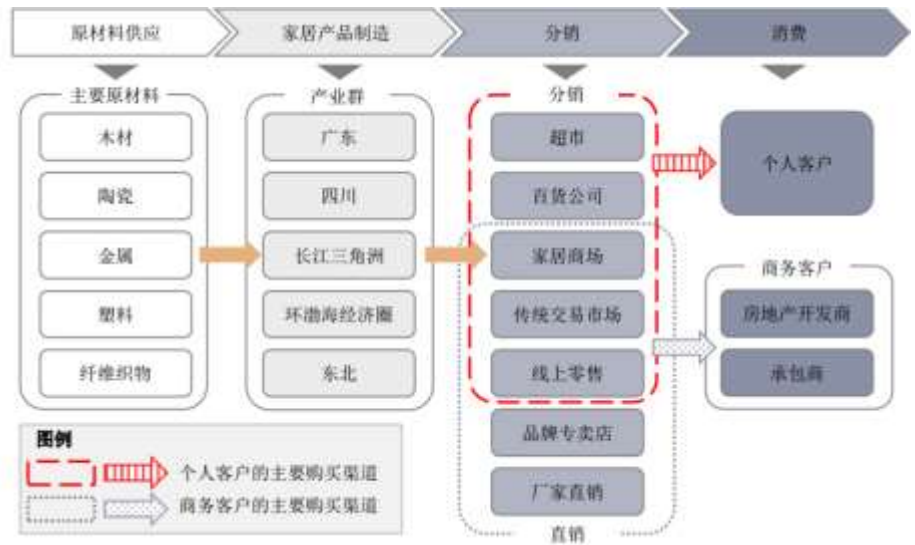 原材料供应
家居产品制造
分销
消费
主要原材料
木材
陶瓷
金属
塑料
纤维织物
产业群
广东
四川
长江三角洲
环渤海经济圈
东北
分销
超市
百货公司
家居商场
传统交易市场
线上零售
品牌专卖店
厂家直销
直销
个人客户
商务客户
房地产开发商
承包商
图例
个人客户的主要购买渠道
商务客户的主要购买渠道